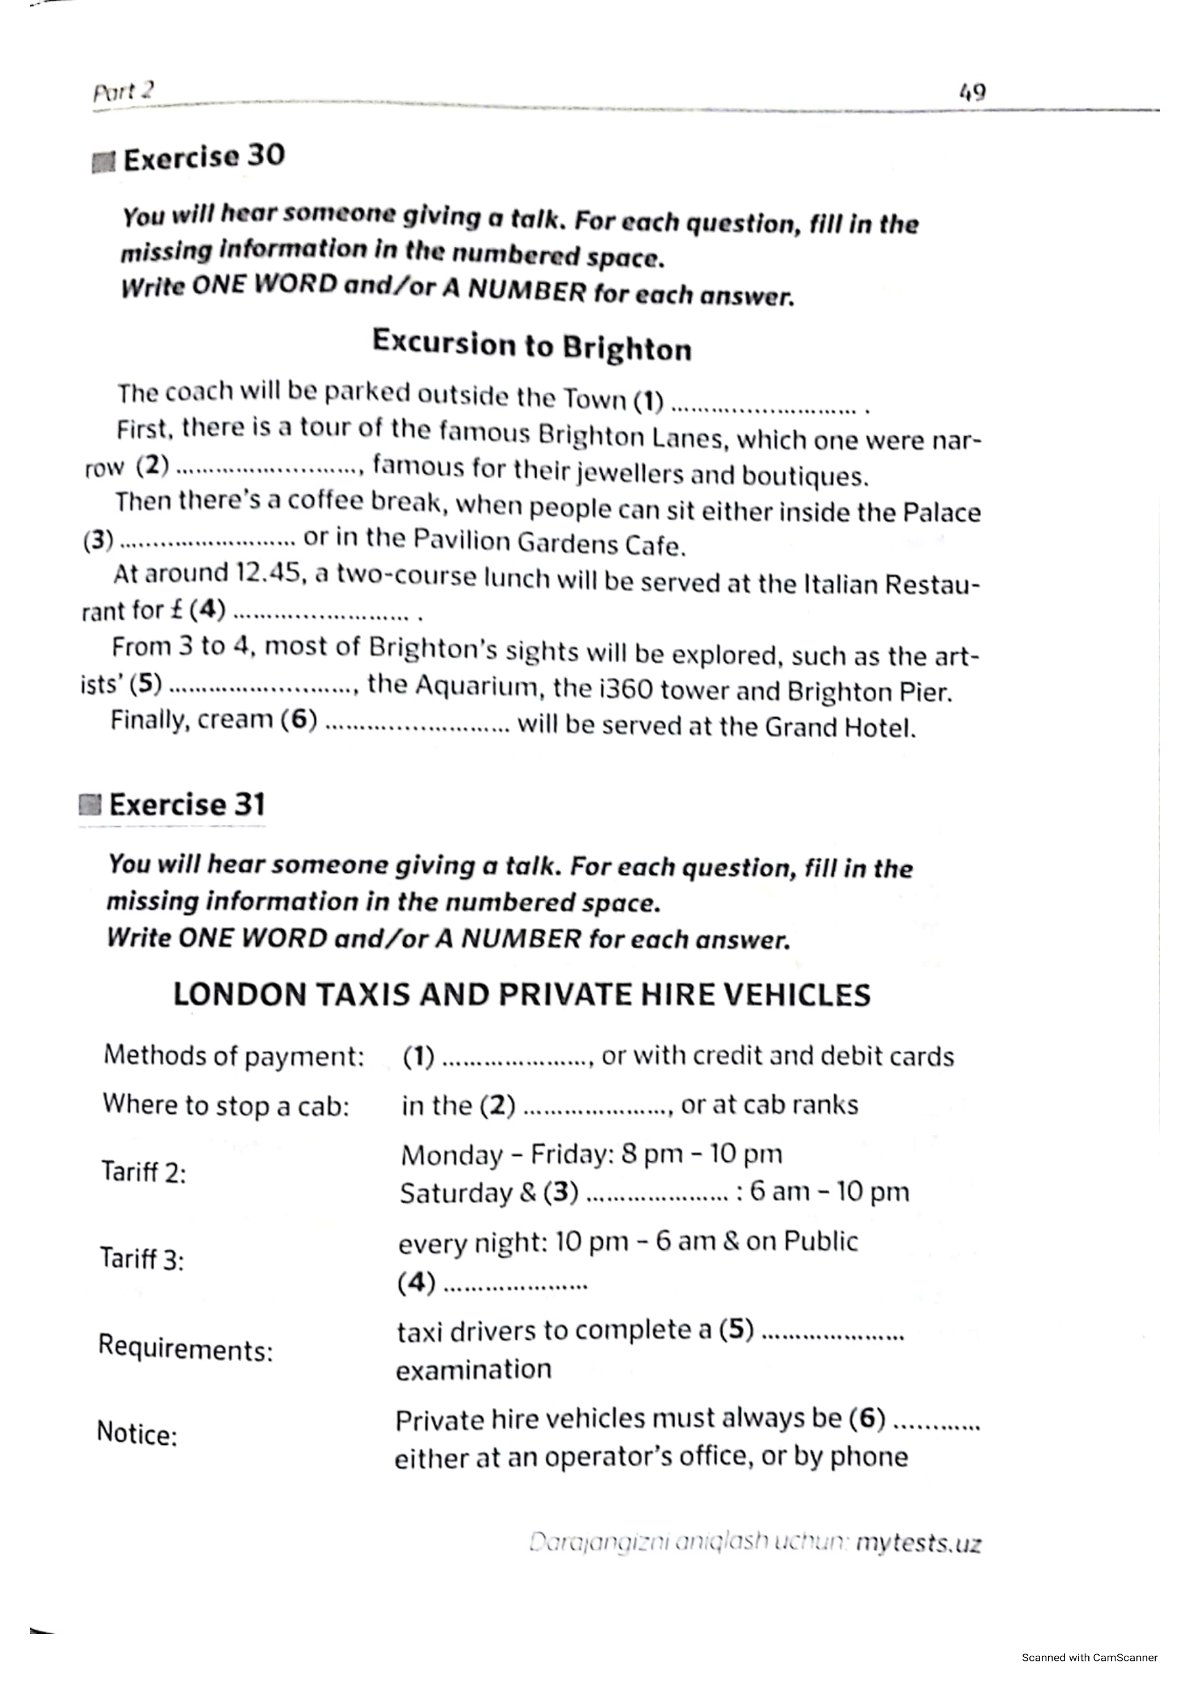 Part 2 49
Exercise 30
You will hear someone giving a talk. For each question, fill in the
missing information in the numbered space.
Write ONE WORD and/or A NUMBER for each answer.
Excursion to Brighton
The coach will be parked outside the Town (1) ............................ .
First, there is a tour of the famous Brighton Lanes, which one were nar-
row (2) ..........................., famous for their jewellers and boutiques.
Then there's a coffee break, when people can sit either inside the Palace
(3) .......................... or in the Pavilion Gardens Cafe.
At around 12.45, a two-course lunch will be served at the Italian Restau-
rant for £ (4) .......................... .
From 3 to 4, most of Brighton's sights will be explored, such as the art-
ists' (5) ..........................., the Aquarium, the i360 tower and Brighton Pier.
Finally, cream (6) ........................... will be served at the Grand Hotel.
Exercise 31
You will hear someone giving a talk. For each question, fill in the
missing information in the numbered space.
Write ONE WORD and/or A NUMBER for each answer.
LONDON TAXIS AND PRIVATE HIRE VEHICLES
Methods of payment: (1) ....................., or with credit and debit cards
Where to stop a cab: in the (2) ....................., or at cab ranks
Tariff 2: Monday – Friday: 8 pm – 10 pm
Saturday & (3) ..................... : 6 am – 10 pm
Tariff 3: every night: 10 pm – 6 am & on Public
(4) .....................
Requirements: taxi drivers to complete a (5) .....................
examination
Notice: Private hire vehicles must always be (6) ............
either at an operator's office, or by phone
Darajangizni aniqlash uchun: mytests.uz
Scanned with CamScanner